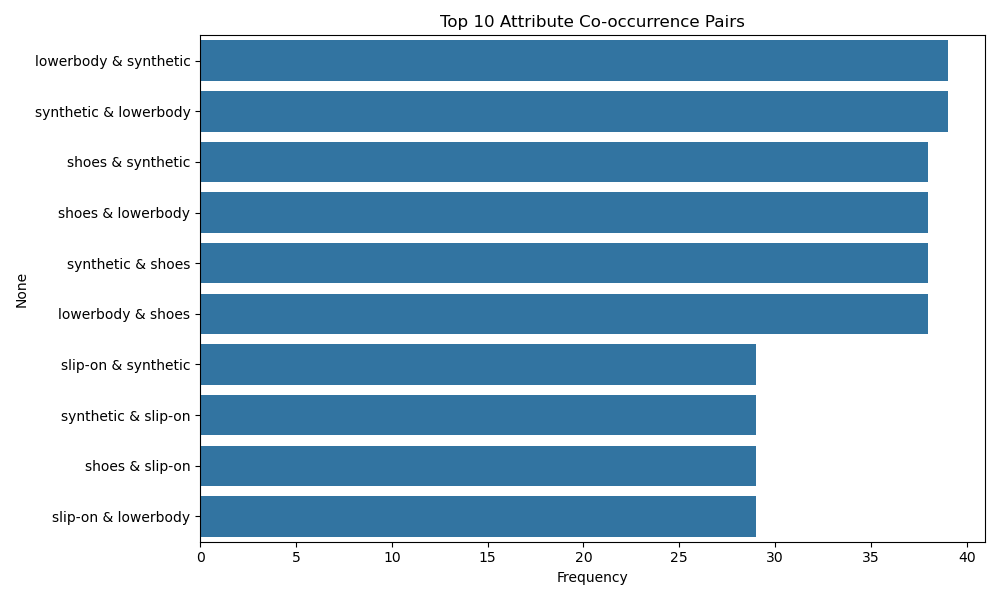 Top 10 Attribute Co-occurrence Pairs
lowerbody & synthetic
synthetic & lowerbody
shoes & synthetic
shoes & lowerbody
synthetic & shoes
lowerbody & shoes
slip-on & synthetic
synthetic & slip-on
shoes & slip-on
slip-on & lowerbody
None
0 5 10 15 20 25 30 35 40
Frequency